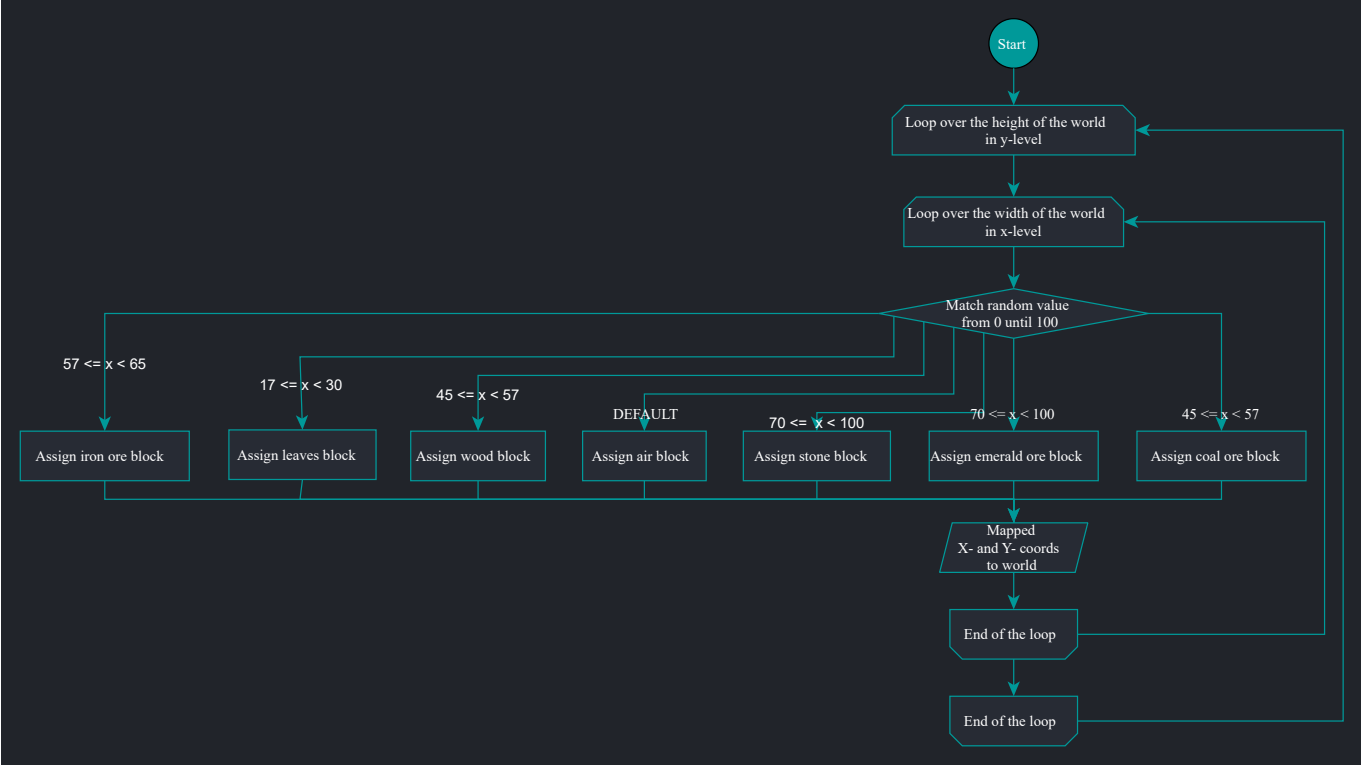 Start
Loop over the height of the world
in y-level
Loop over the width of the world
in x-level
Match random value
from 0 until 100
57 <= x < 65
17 <= x < 30
45 <= x < 57
DEFAULT
70 <= x < 100
70 <= x < 100
45 <= x < 57
Assign iron ore block
Assign leaves block
Assign wood block
Assign air block
Assign stone block
Assign emerald ore block
Assign coal ore block
Mapped
X- and Y- coords
to world
End of the loop
End of the loop